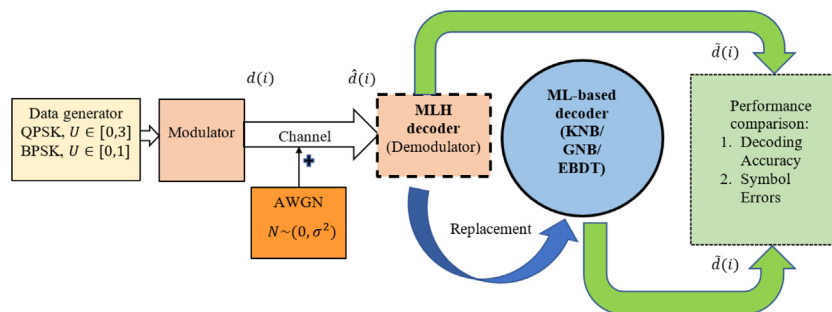 Data generator
QPSK, U ∈ [0,3]
BPSK, U ∈ [0,1]
Modulator
d(i)
Channel
+
AWGN
N~(0, σ²)
d̂(i)
MLH
decoder
(Demodulator)
Replacement
ML-based
decoder
(KNB/
GNB/
EBDT)
d̃(i)
Performance
comparison:
1. Decoding
Accuracy
2. Symbol
Errors
d̃(i)